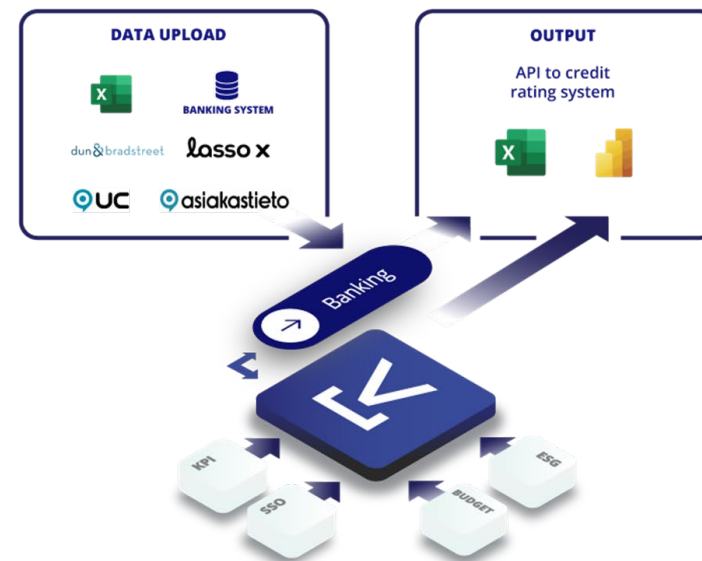 DATA UPLOAD
BANKING SYSTEM
dun&bradstreet
lasso x
UC
asiakastieto
OUTPUT
API to credit
rating system
X
X
Banking
KPI
SSO
BUDGET
ESG